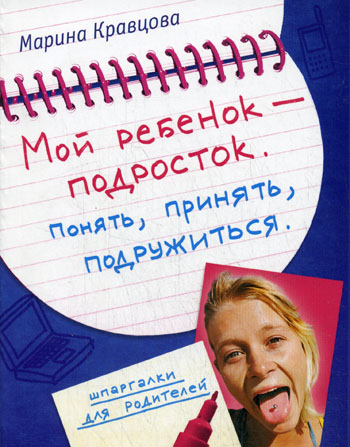 Марина Кравцова
Мой ребенок —
подросток.
Понять, принять,
подружиться.
шпаргалки
для родителей